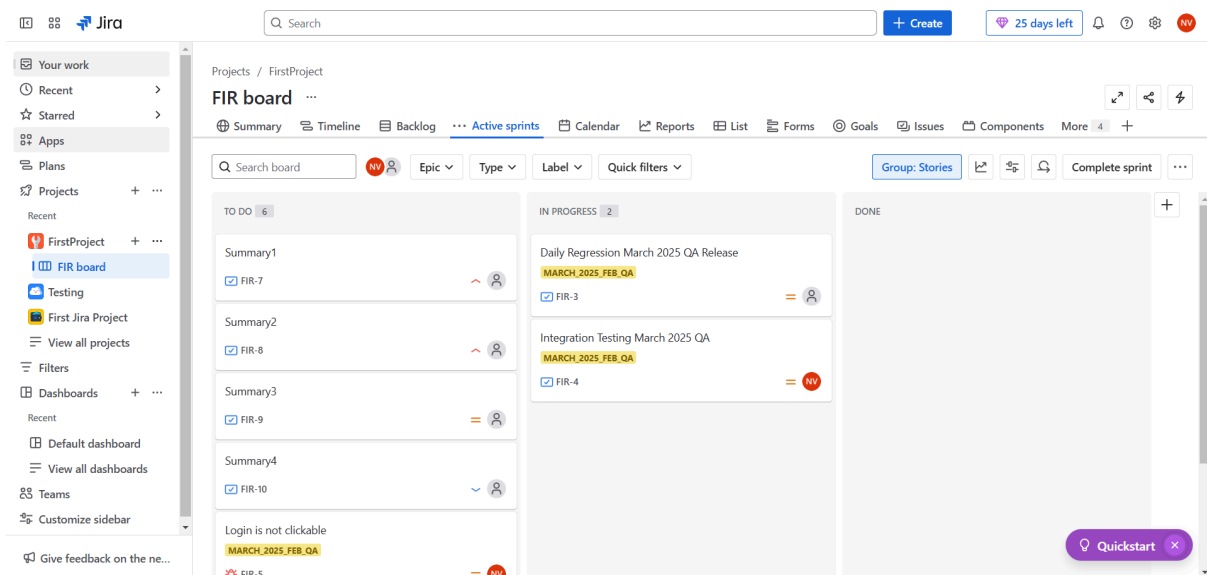 Jira
Search
+ Create
25 days left
NV
Your work
Recent
Starred
Apps
Plans
Projects
Recent
FirstProject
FIR board
Testing
First Jira Project
View all projects
Filters
Dashboards
Recent
Default dashboard
View all dashboards
Teams
Customize sidebar
Give feedback on the ne...
Projects / FirstProject
FIR board
Summary Timeline Backlog Active sprints Calendar Reports List Forms Goals Issues Components More 4
Search board NV Epic Type Label Quick filters Group: Stories Complete sprint
TO DO 6
Summary1
FIR-7
Summary2
FIR-8
Summary3
FIR-9
Summary4
FIR-10
Login is not clickable
MARCH_2025_FEB_QA
FIR-5 NV
IN PROGRESS 2
Daily Regression March 2025 QA Release
MARCH_2025_FEB_QA
FIR-3
Integration Testing March 2025 QA
MARCH_2025_FEB_QA
FIR-4 NV
DONE
Quickstart